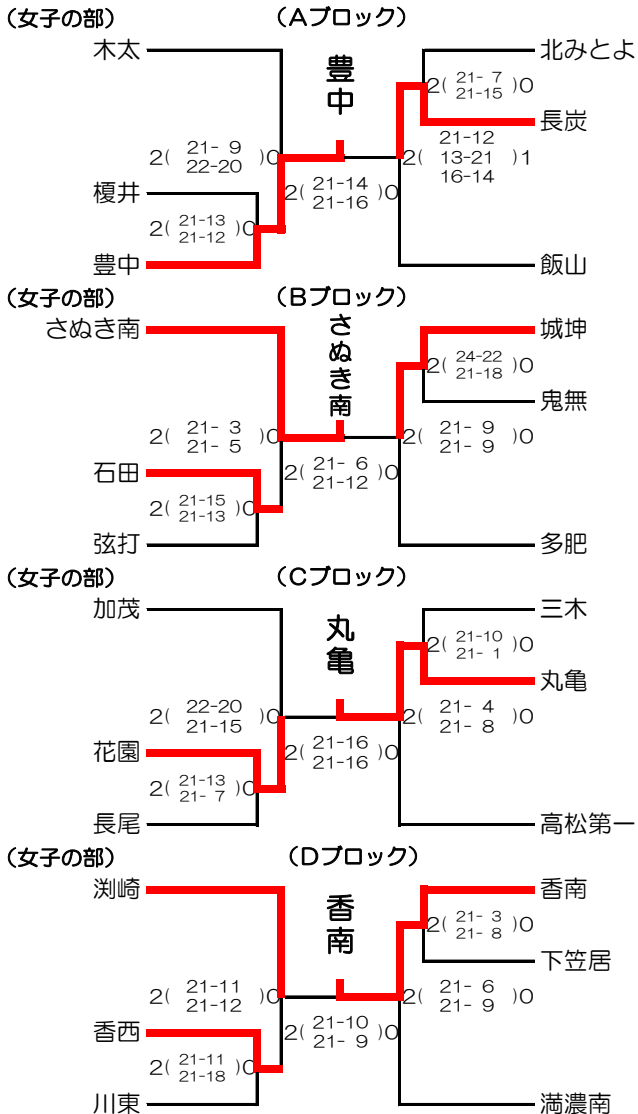 （女子の部）
（Aブロック）
木太
豊中
北みとよ
2( 21- 7 )0
21-15
長炭
2( 21- 9 )0
22-20
21-12
2( 13-21 )1
16-14
榎井
2( 21-14 )0
21-16
2( 21-13 )0
21-12
豊中
飯山
（女子の部）
（Bブロック）
さぬき南
さぬき南
城坤
2( 24-22 )0
21-18
鬼無
2( 21- 3 )0
21- 5
2( 21- 9 )0
21- 9
石田
2( 21- 6 )0
21-12
2( 21-15 )0
21-13
弦打
多肥
（女子の部）
（Cブロック）
加茂
丸亀
三木
2( 21-10 )0
21- 1
丸亀
2( 22-20 )0
21-15
2( 21- 4 )0
21- 8
花園
2( 21-16 )0
21-16
2( 21-13 )0
21- 7
長尾
高松第一
（女子の部）
（Dブロック）
渕崎
香南
香南
2( 21- 3 )0
21- 8
下笠居
2( 21-11 )0
21-12
2( 21- 6 )0
21- 9
香西
2( 21-10 )0
21- 9
2( 21-11 )0
21-18
川東
満濃南